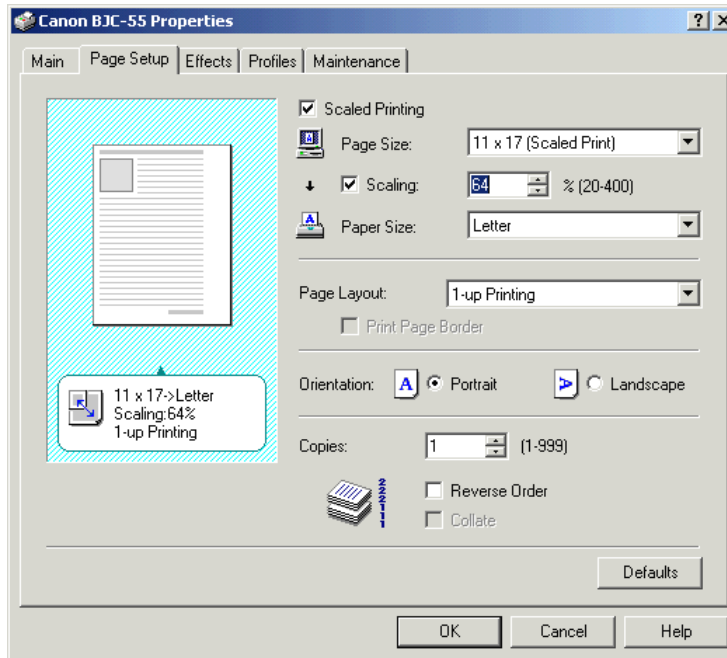 Canon BJC-55 Properties
Main Page Setup Effects Profiles Maintenance
Scaled Printing
Page Size: 11 x 17 (Scaled Print)
Scaling: 64 % (20-400)
Paper Size: Letter
Page Layout: 1-up Printing
Print Page Border
11 x 17->Letter
Scaling:64%
1-up Printing
Orientation: A Portrait A Landscape
Copies: 1 (1-999)
222111
Reverse Order
Collate
Defaults
OK Cancel Help